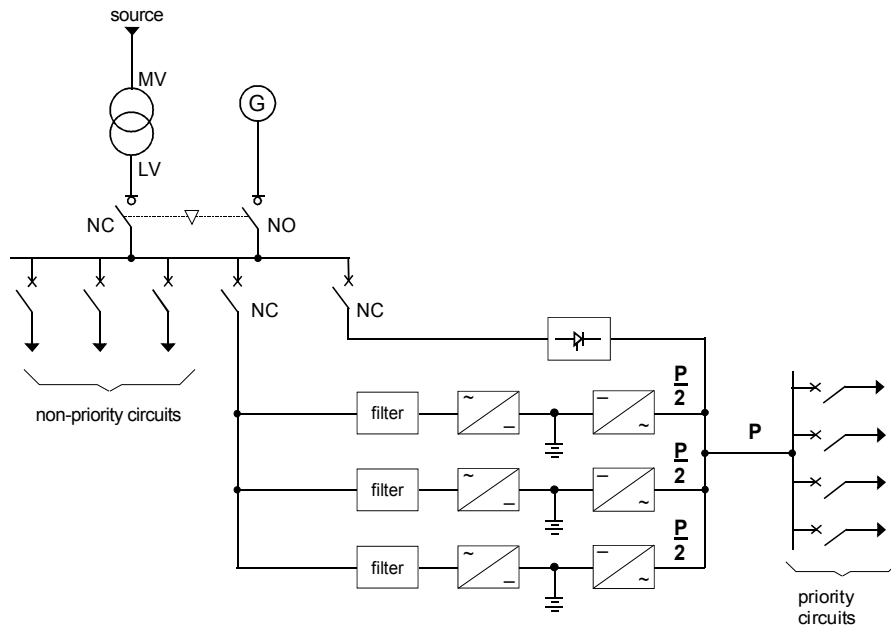 source
MV
G
LV
NC
NO
NC
NC
non-priority circuits
P
2
filter
~
–
–
~
P
P
2
filter
~
–
–
~
P
2
filter
~
–
–
~
priority
circuits